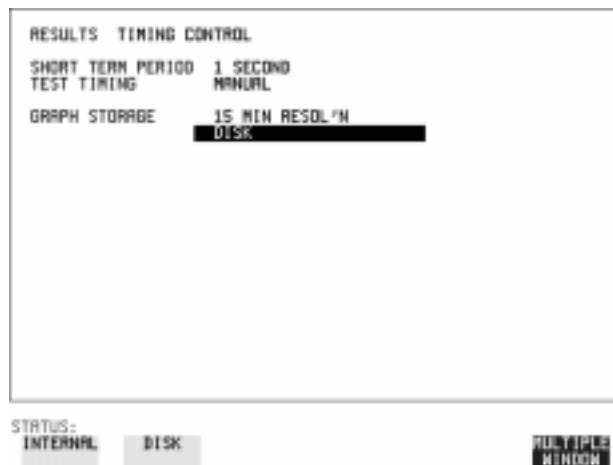 RESULTS TIMING CONTROL
SHORT TERM PERIOD 1 SECOND
TEST TIMING MANUAL
GRAPH STORAGE 15 MIN RESOL'N
DISK
STATUS:
INTERNAL DISK MULTIPLE
WINDOW